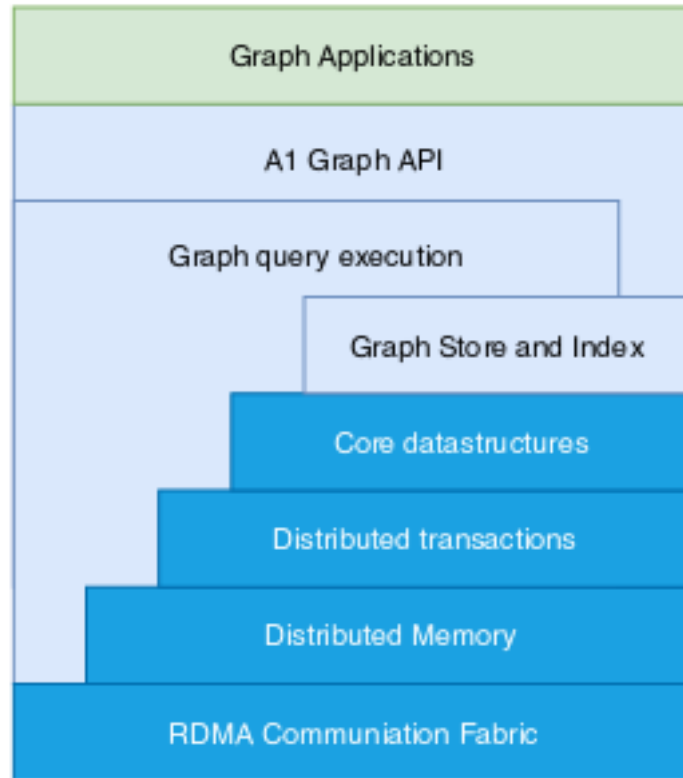 Graph Applications
A1 Graph API
Graph query execution
Graph Store and Index
Core datastructures
Distributed transactions
Distributed Memory
RDMA Communiation Fabric